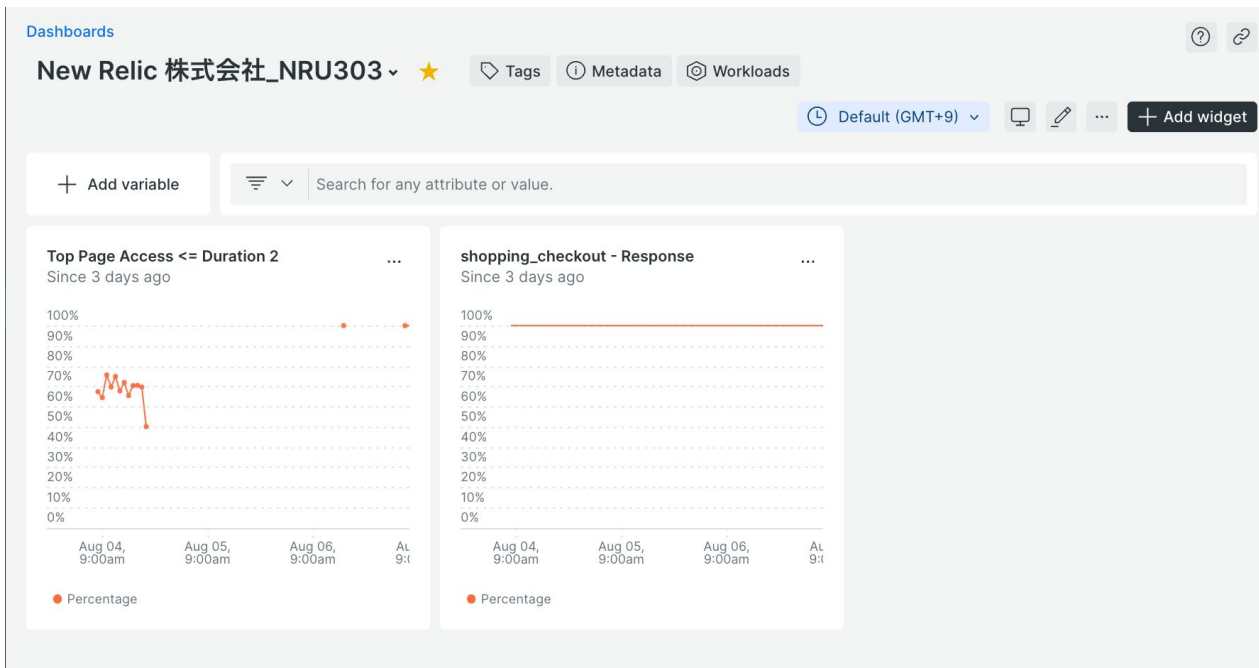 Dashboards
New Relic 株式会社_NRU303
Tags
Metadata
Workloads
Default (GMT+9)
...
Add widget
Add variable
Search for any attribute or value.
Top Page Access <= Duration 2
...
Since 3 days ago
100%
90%
80%
70%
60%
50%
40%
30%
20%
10%
0%
Aug 04,
9:00am
Aug 05,
9:00am
Aug 06,
9:00am
Percentage
shopping_checkout - Response
...
Since 3 days ago
100%
90%
80%
70%
60%
50%
40%
30%
20%
10%
0%
Aug 04,
9:00am
Aug 05,
9:00am
Aug 06,
9:00am
Percentage